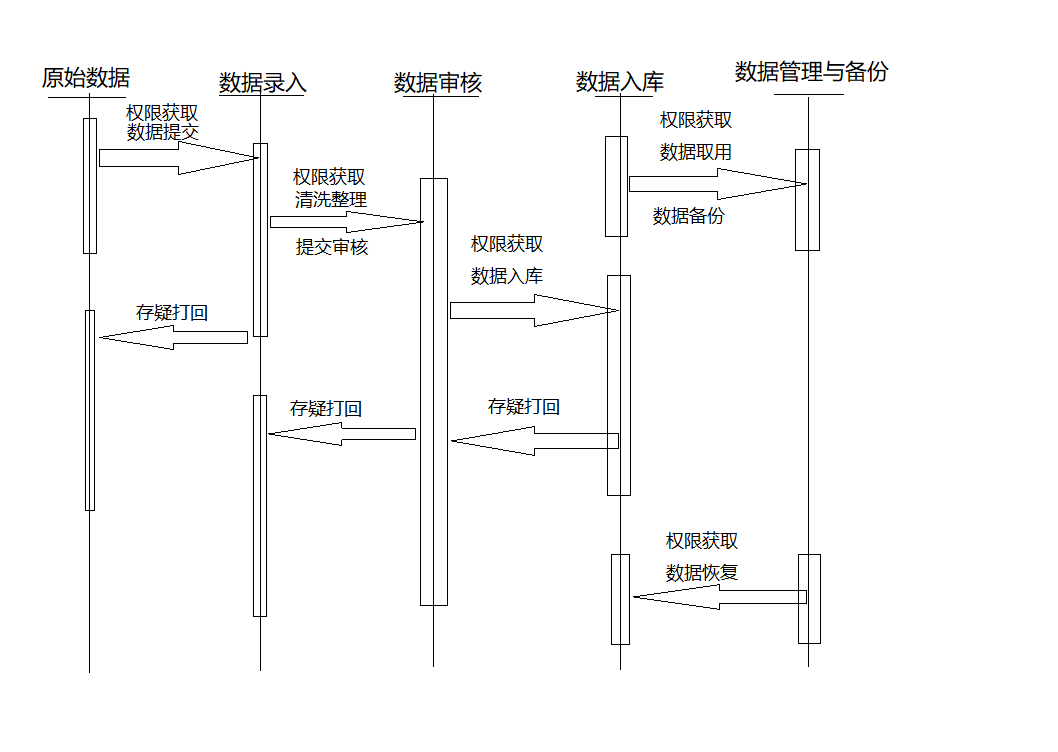 原始数据
数据录入
数据审核
数据入库
数据管理与备份
权限获取
数据提交
权限获取
清洗整理
提交审核
权限获取
数据入库
权限获取
数据取用
数据备份
存疑打回
存疑打回
存疑打回
权限获取
数据恢复